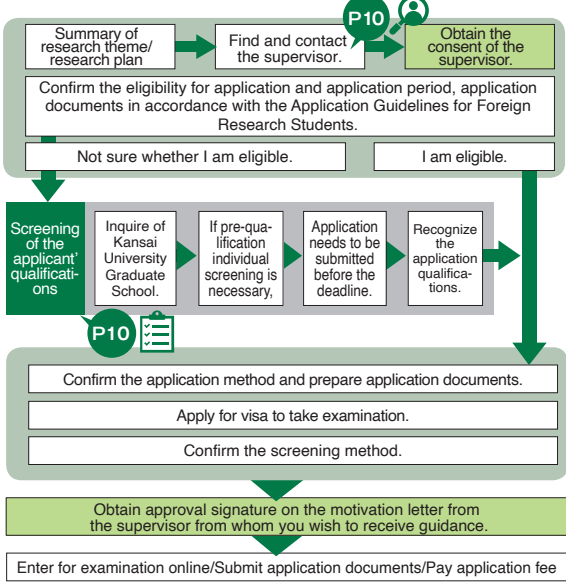 P10
Summary of
research theme/
research plan
Find and contact
the supervisor.
Obtain the
consent of the
supervisor.
Confirm the eligibility for application and application period, application
documents in accordance with the Application Guidelines for Foreign
Research Students.
Not sure whether I am eligible.
I am eligible.
Screening
of the
applicant'
qualificati-
ons
Inquire of
Kansai
University
Graduate
School.
If pre-qua-
lification
individual
screening is
necessary,
Application
needs to be
submitted
before the
deadline.
Recognize
the
application
qualifica-
tions.
P10
Confirm the application method and prepare application documents.
Apply for visa to take examination.
Confirm the screening method.
Obtain approval signature on the motivation letter from
the supervisor from whom you wish to receive guidance.
Enter for examination online/Submit application documents/Pay application fee